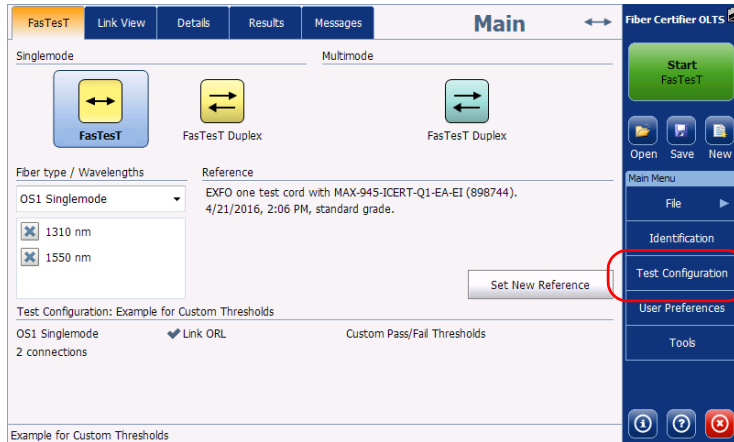 FasTesT
Link View
Details
Results
Messages
Main
Fiber Certifier OLTS
Singlemode
Multimode
FasTesT
FasTesT Duplex
FasTesT Duplex
Start
FasTesT
Open
Save
New
Fiber type / Wavelengths
OS1 Singlemode
1310 nm
1550 nm
Reference
EXFO one test cord with MAX-945-ICERT-Q1-EA-EI (898744).
4/21/2016, 2:06 PM, standard grade.
Set New Reference
Main Menu
File
Identification
Test Configuration
User Preferences
Tools
Test Configuration: Example for Custom Thresholds
OS1 Singlemode
Link ORL
Custom Pass/Fail Thresholds
2 connections
Example for Custom Thresholds